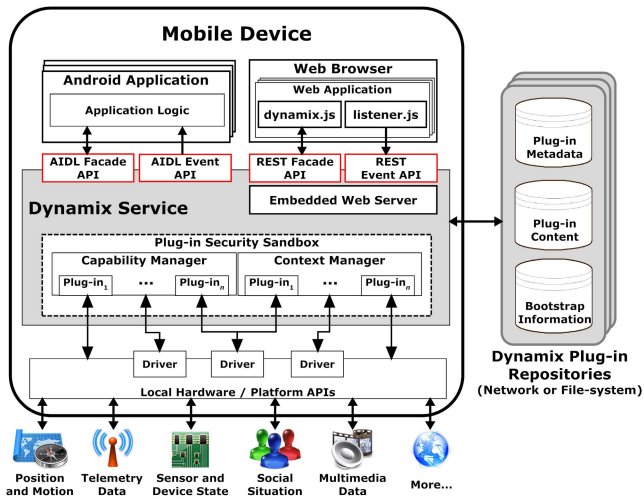 Mobile Device
Android Application
Application Logic
Web Browser
Web Application
dynamix.js
listener.js
AIDL Facade
API
AIDL Event
API
REST Facade
API
REST
Event API
Embedded Web Server
Dynamix Service
Plug-in Security Sandbox
Capability Manager
Plug-in1
...
Plug-inn
Context Manager
Plug-in1
...
Plug-inn
Driver
Driver
Driver
Local Hardware / Platform APIs
Position
and Motion
Telemetry
Data
Sensor and
Device State
Social
Situation
Multimedia
Data
More...
Plug-in
Metadata
Plug-in
Content
Bootstrap
Information
Dynamix Plug-in
Repositories
(Network or File-system)